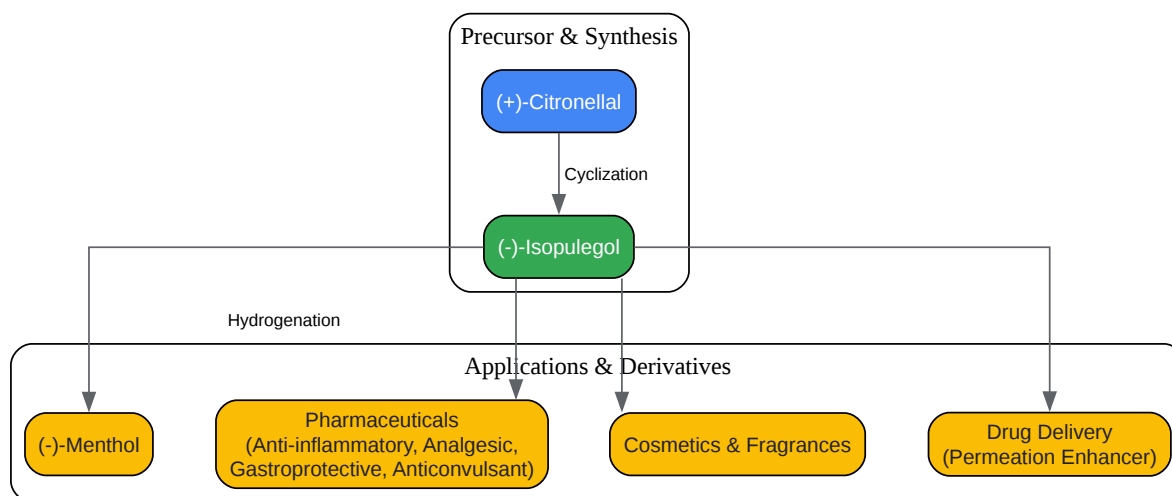 Precursor & Synthesis
(+)-Citronellal
Cyclization
(-)-Isopulegol
Hydrogenation
Applications & Derivatives
(-)-Menthol
Pharmaceuticals
(Anti-inflammatory, Analgesic,
Gastroprotective, Anticonvulsant)
Cosmetics & Fragrances
Drug Delivery
(Permeation Enhancer)